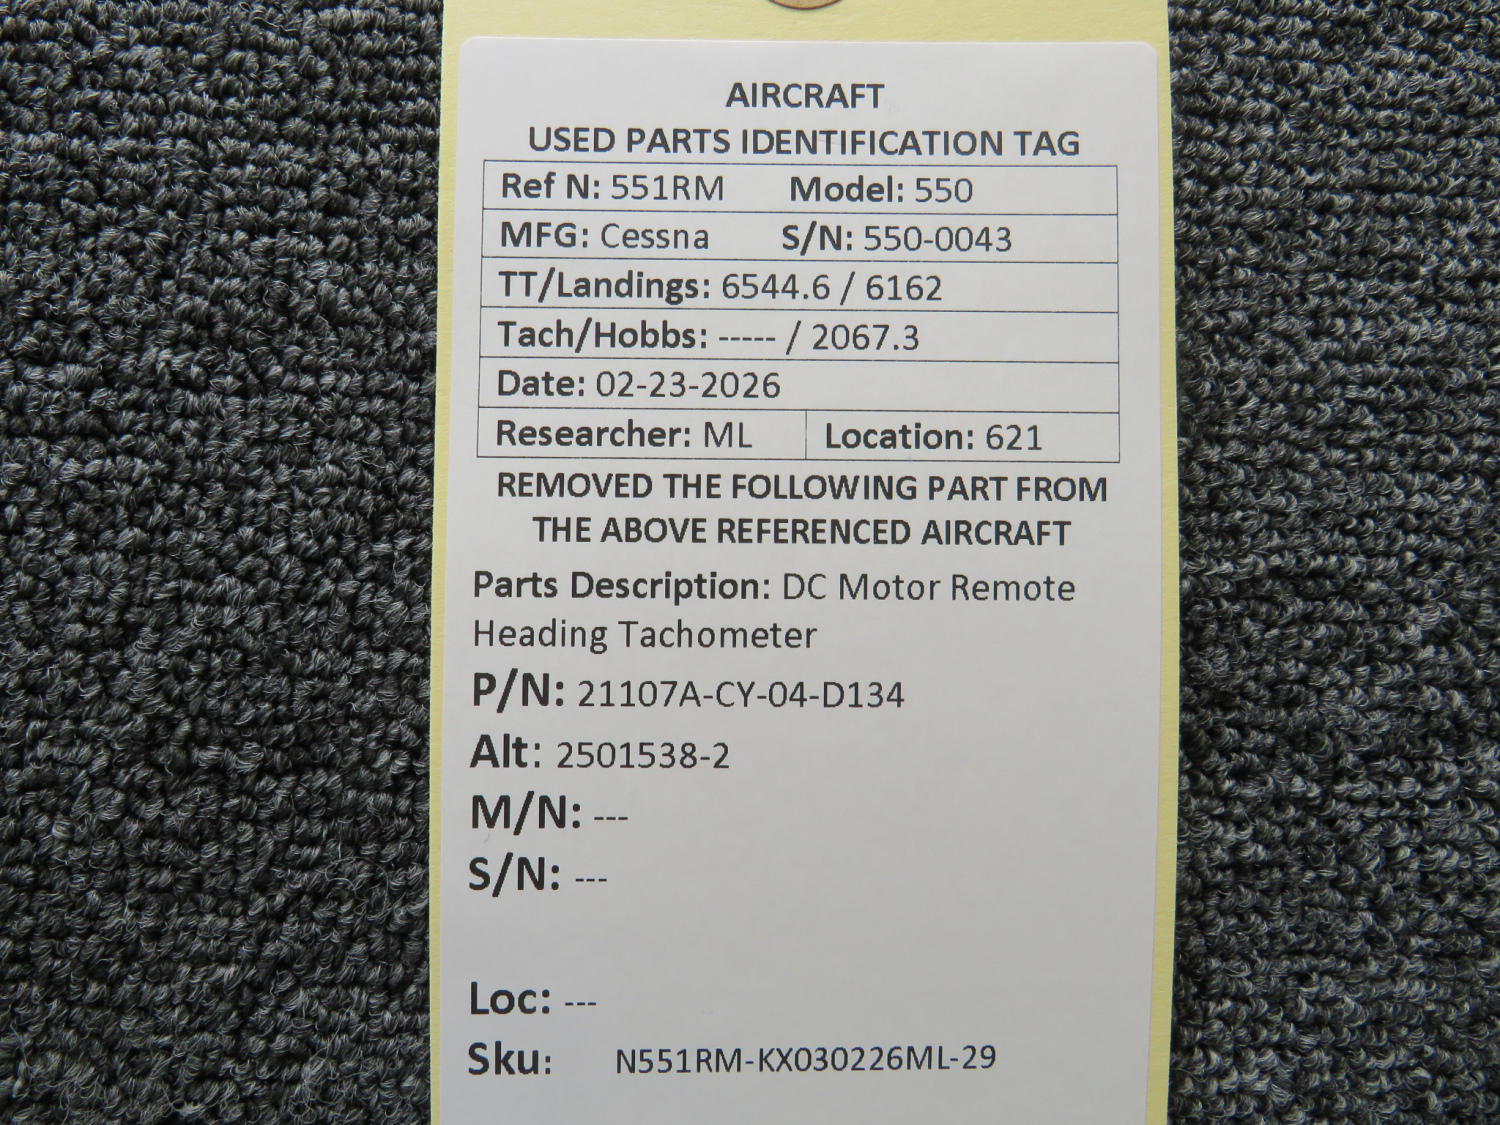 AIRCRAFT
USED PARTS IDENTIFICATION TAG
Ref N: 551RM Model: 550
MFG: Cessna S/N: 550-0043
TT/Landings: 6544.6 / 6162
Tach/Hobbs: ----- / 2067.3
Date: 02-23-2026
Researcher: ML Location: 621
REMOVED THE FOLLOWING PART FROM
THE ABOVE REFERENCED AIRCRAFT
Parts Description: DC Motor Remote
Heading Tachometer
P/N: 21107A-CY-04-D134
Alt: 2501538-2
M/N: ---
S/N: ---
Loc: ---
Sku: N551RM-KX030226ML-29